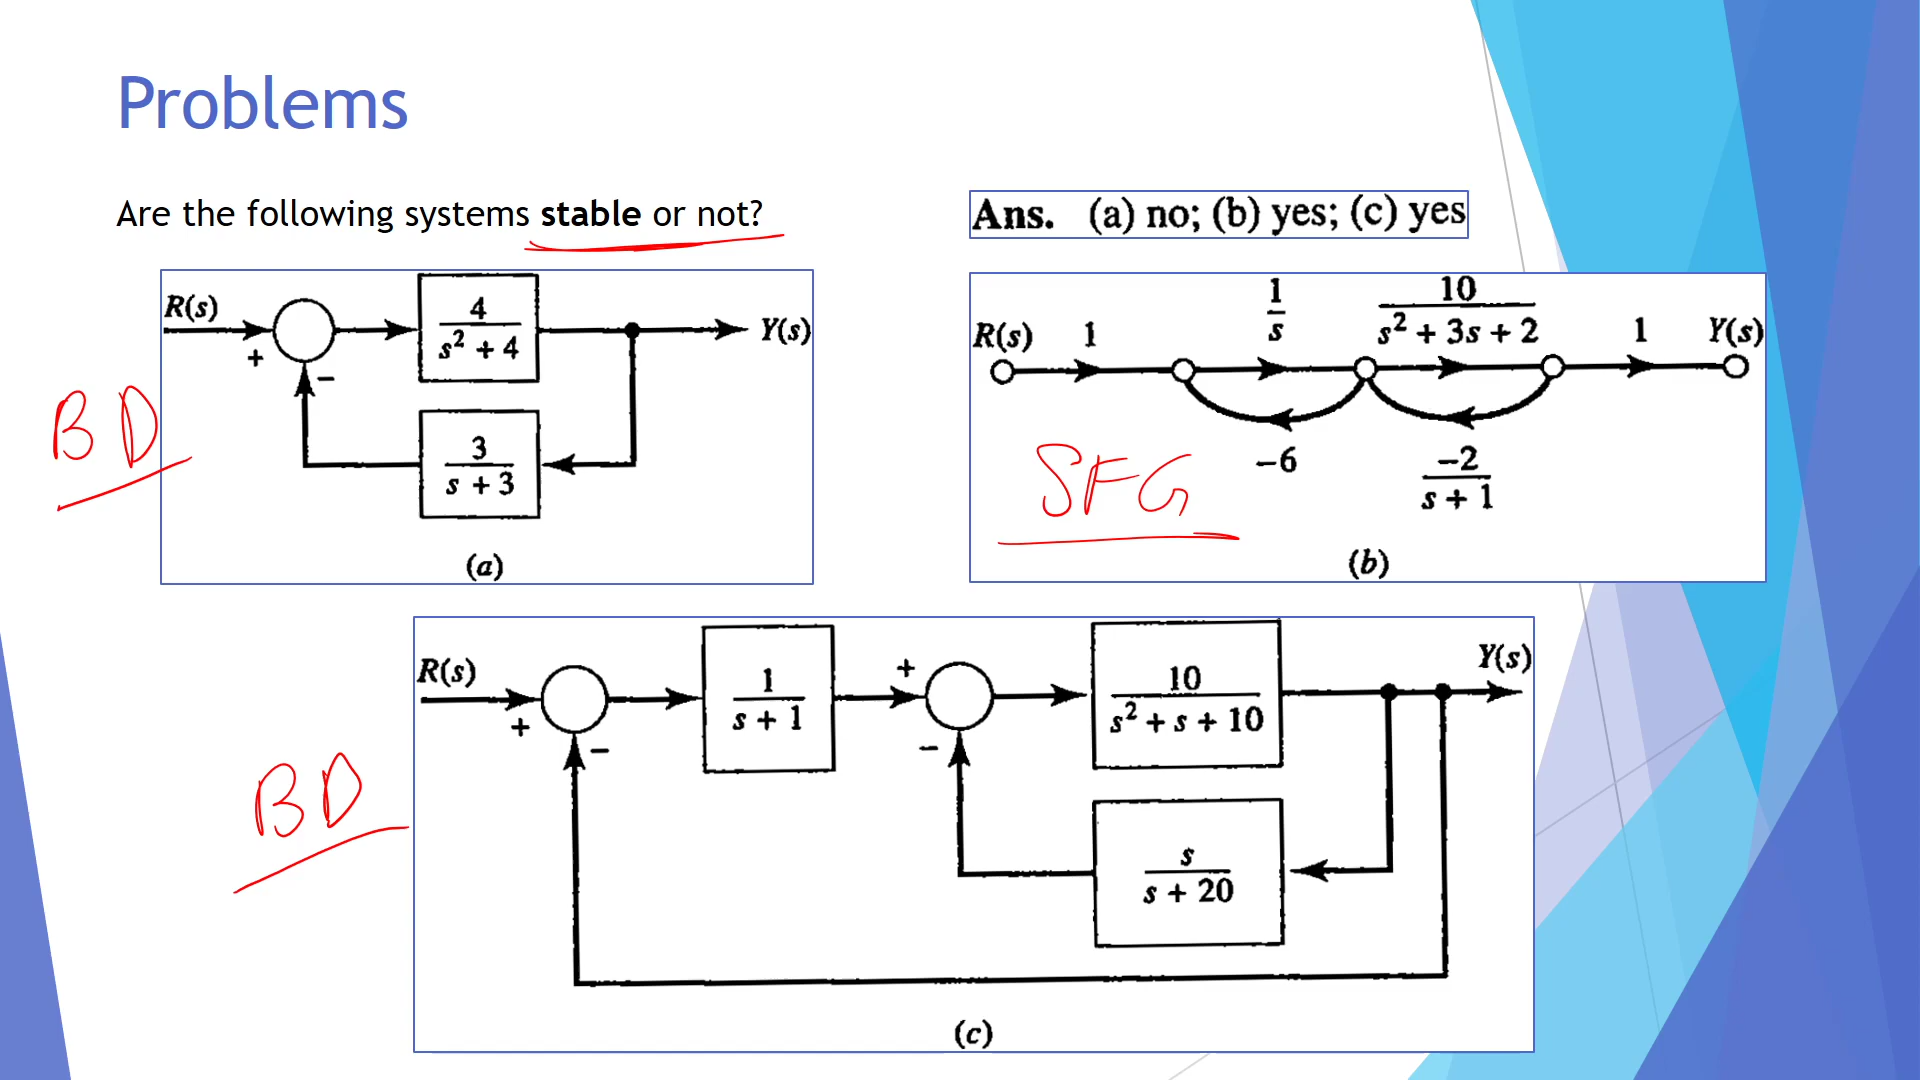 Problems
Are the following systems stable or not?
Ans. (a) no; (b) yes; (c) yes
R(s)
+
−
4
s² + 4
Y(s)
3
s + 3
(a)
BD
R(s)
1
1
s
10
s² + 3s + 2
1
Y(s)
−6
−2
s + 1
SFG
(b)
R(s)
+
−
1
s + 1
+
−
10
s² + s + 10
Y(s)
s
s + 20
(c)
BD